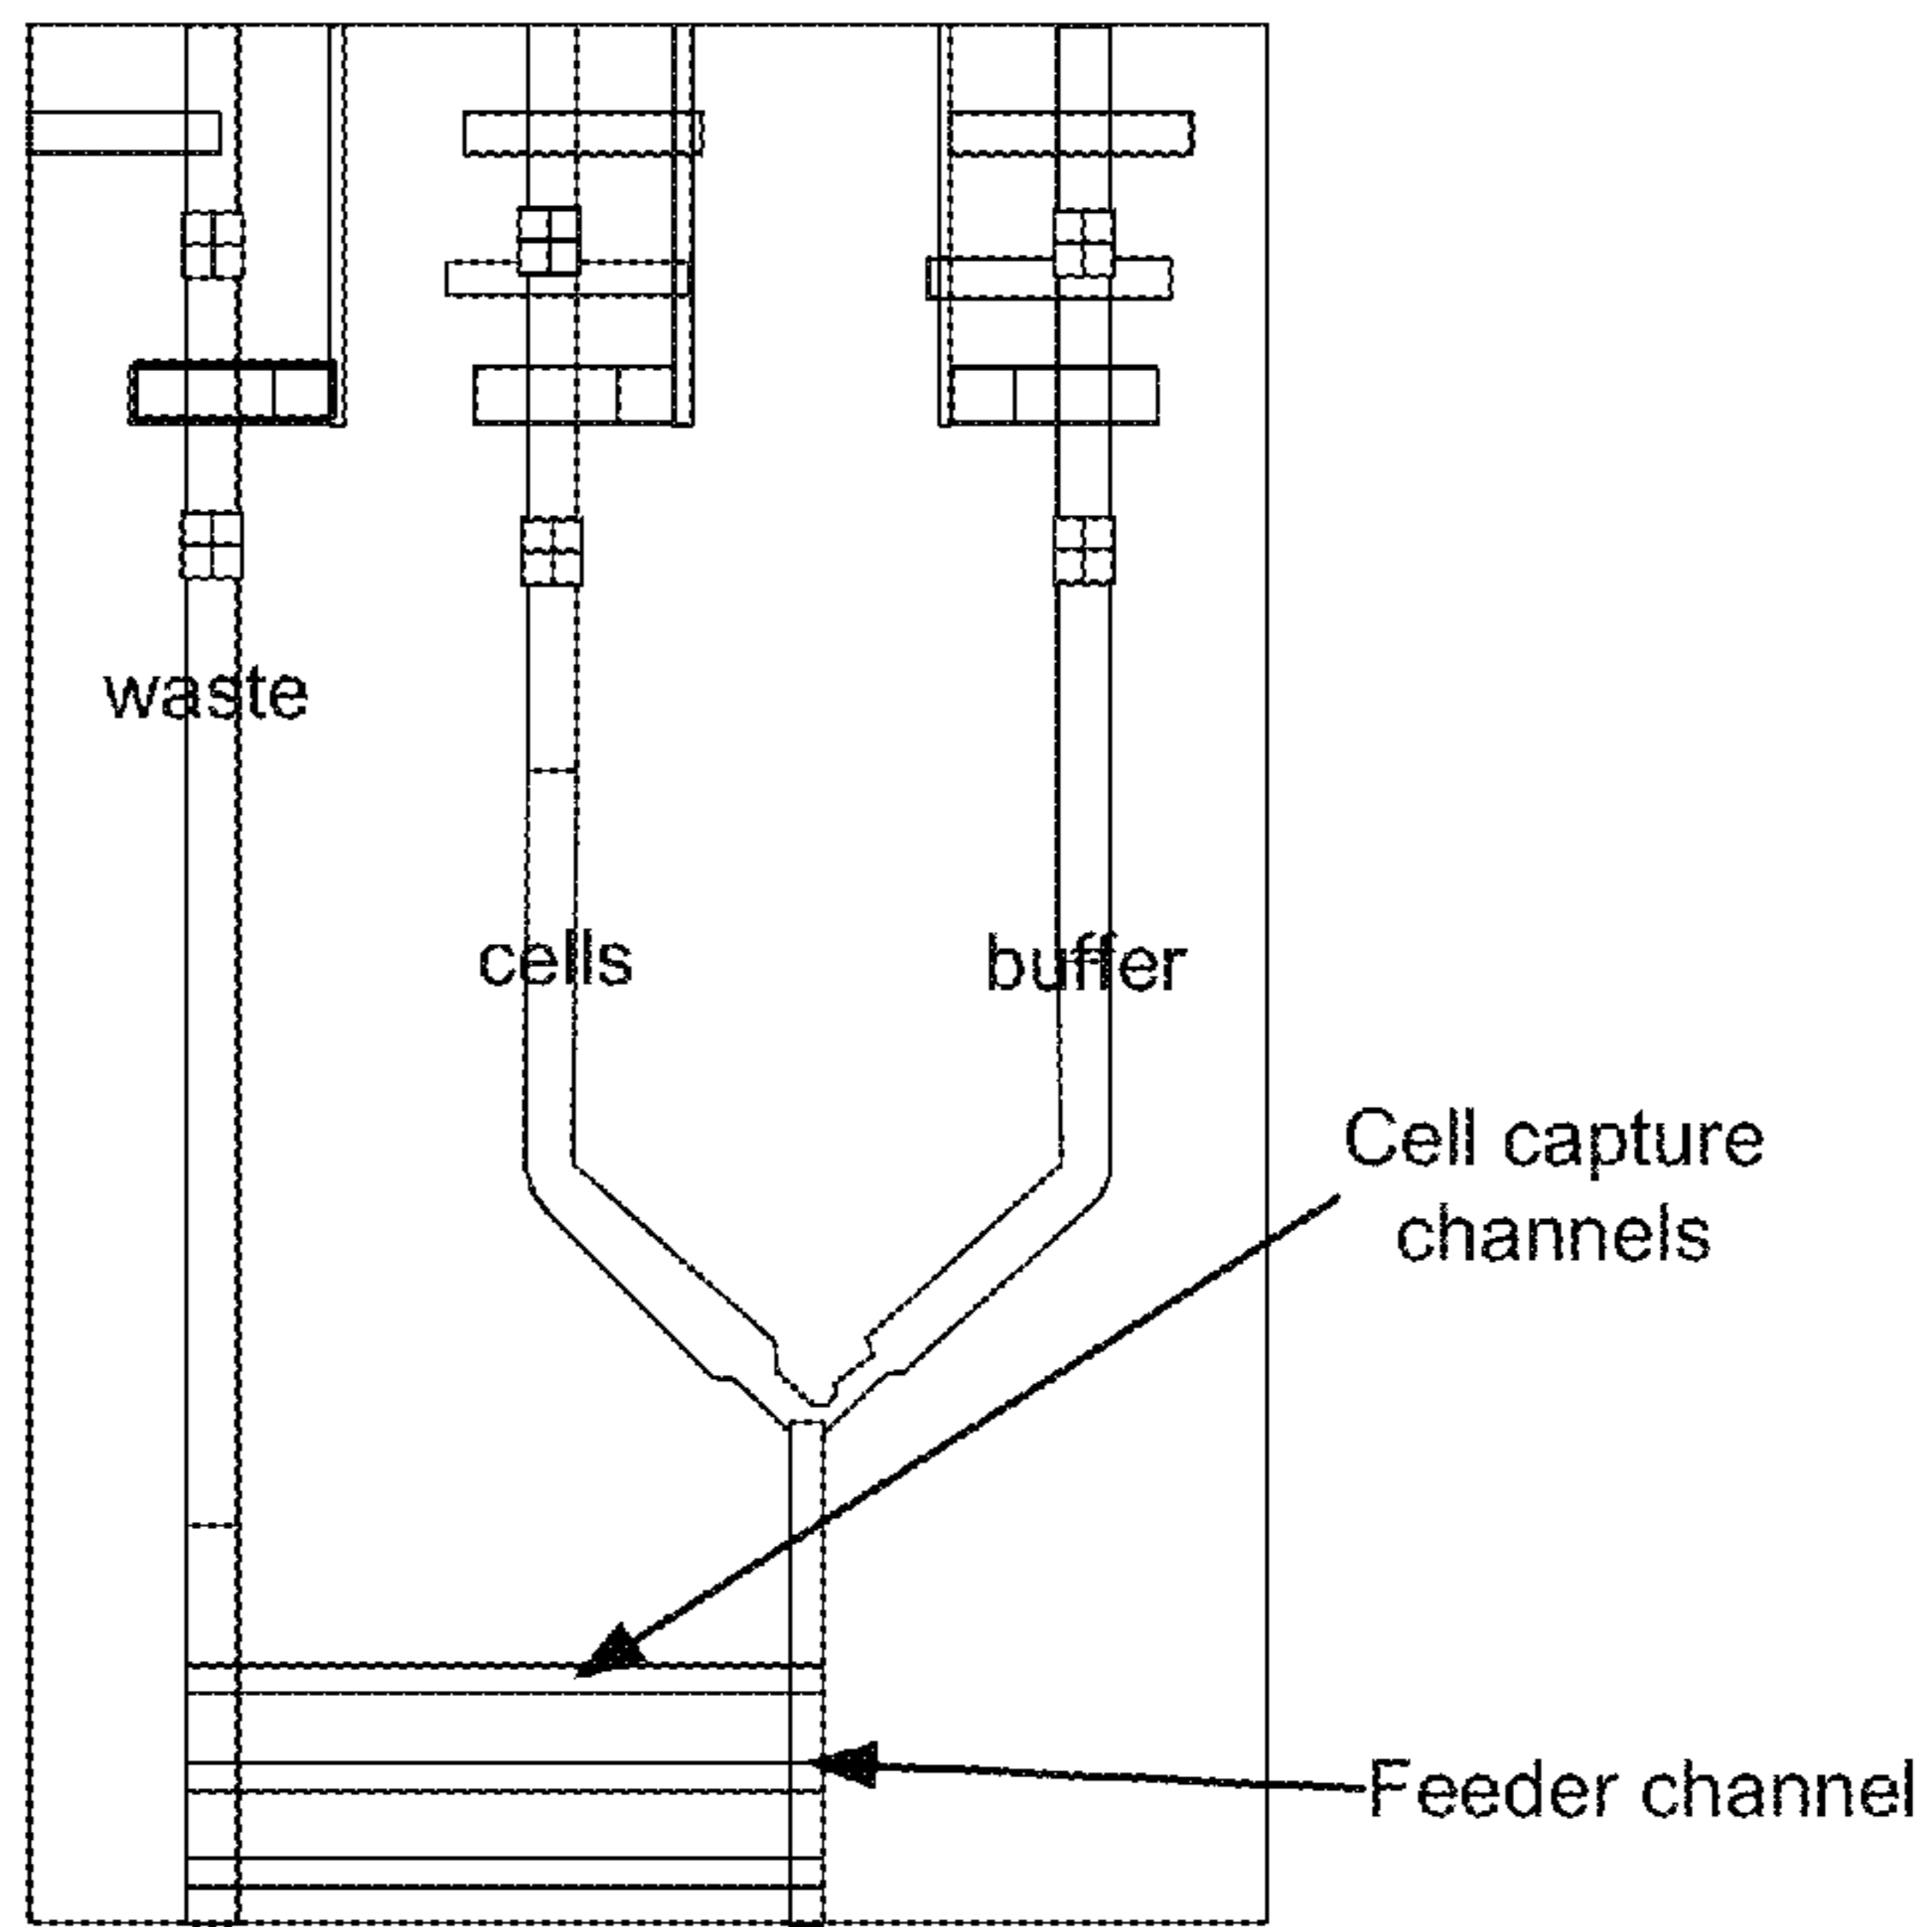 waste
cells
buffer
Cell capture
channels
Feeder channel